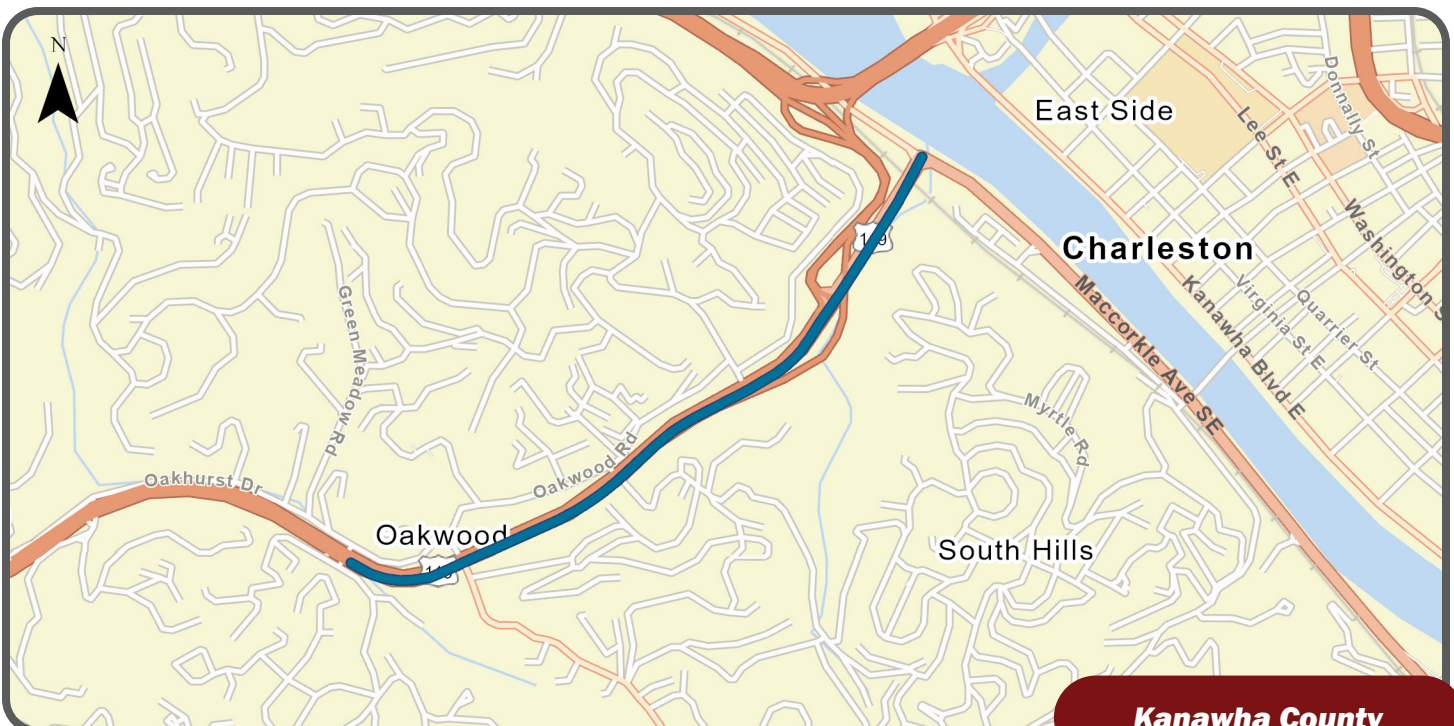 N
East Side
Donnally St
Lee St E
Washington S
Charleston
119
Maccorkle Ave SE
Kanawha Blvd E
Virginia St E
Quarrier St
Green Meadow Rd
Myrtle Rd
Oakwood Rd
Oakhurst Dr
Oakwood
South Hills
Kanawha County